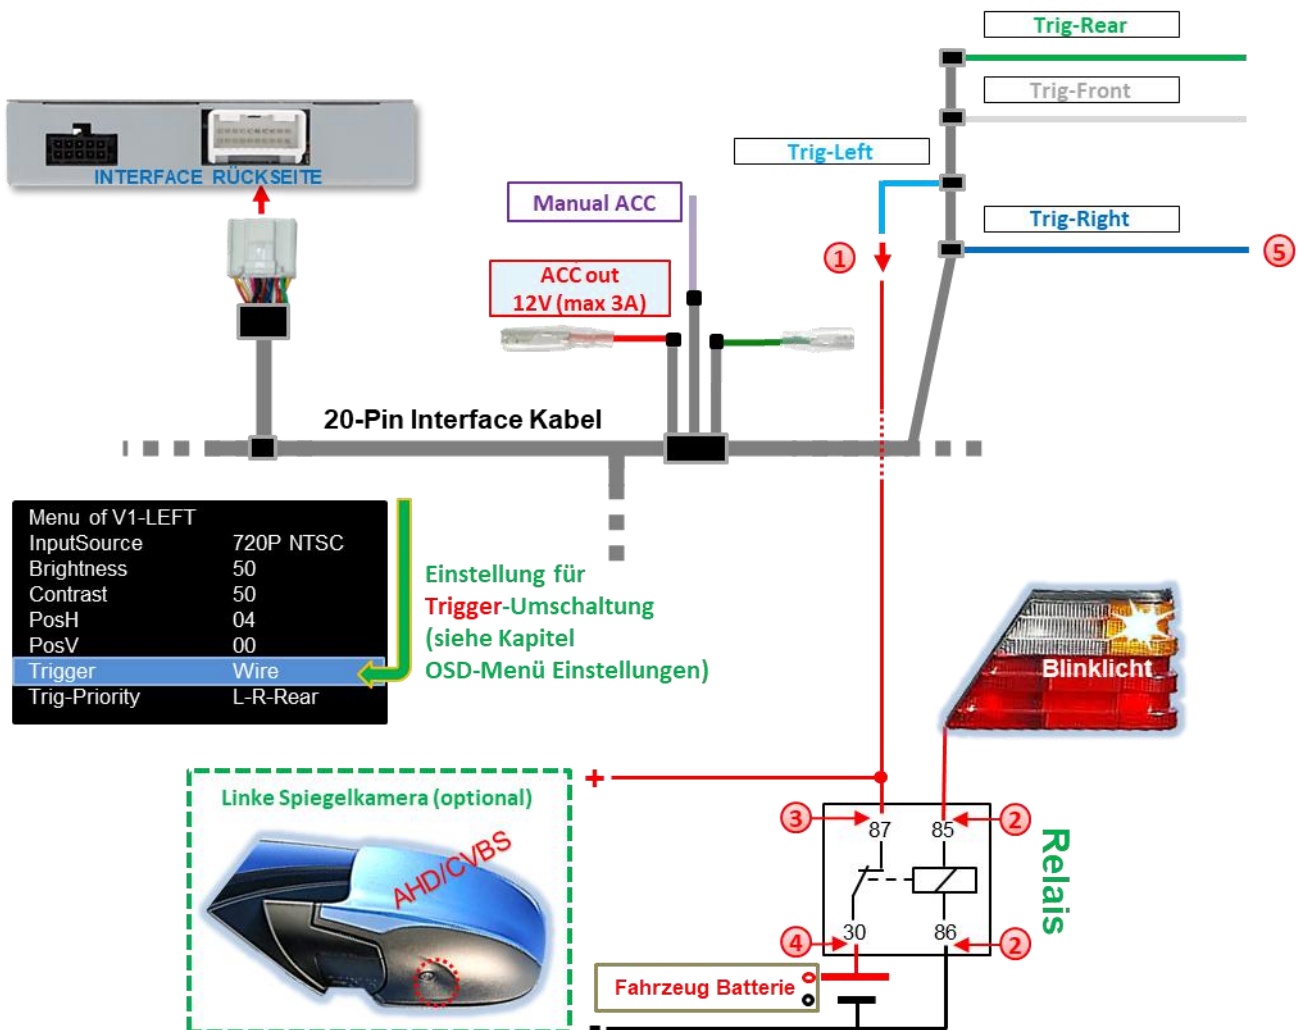 Trig-Rear
Trig-Front
Trig-Left
Trig-Right
5
1
INTERFACE RÜCKSEITE
Manual ACC
ACC out
12V (max 3A)
20-Pin Interface Kabel
Menu of V1-LEFT
InputSource 720P NTSC
Brightness 50
Contrast 50
PosH 04
PosV 00
Trigger Wire
Trig-Priority L-R-Rear
Einstellung für
Trigger-Umschaltung
(siehe Kapitel
OSD-Menü Einstellungen)
Blinklicht
Linke Spiegelkamera (optional)
AHD/CVBS
+
3
87
85
2
Relais
4
30
86
2
Fahrzeug Batterie
-